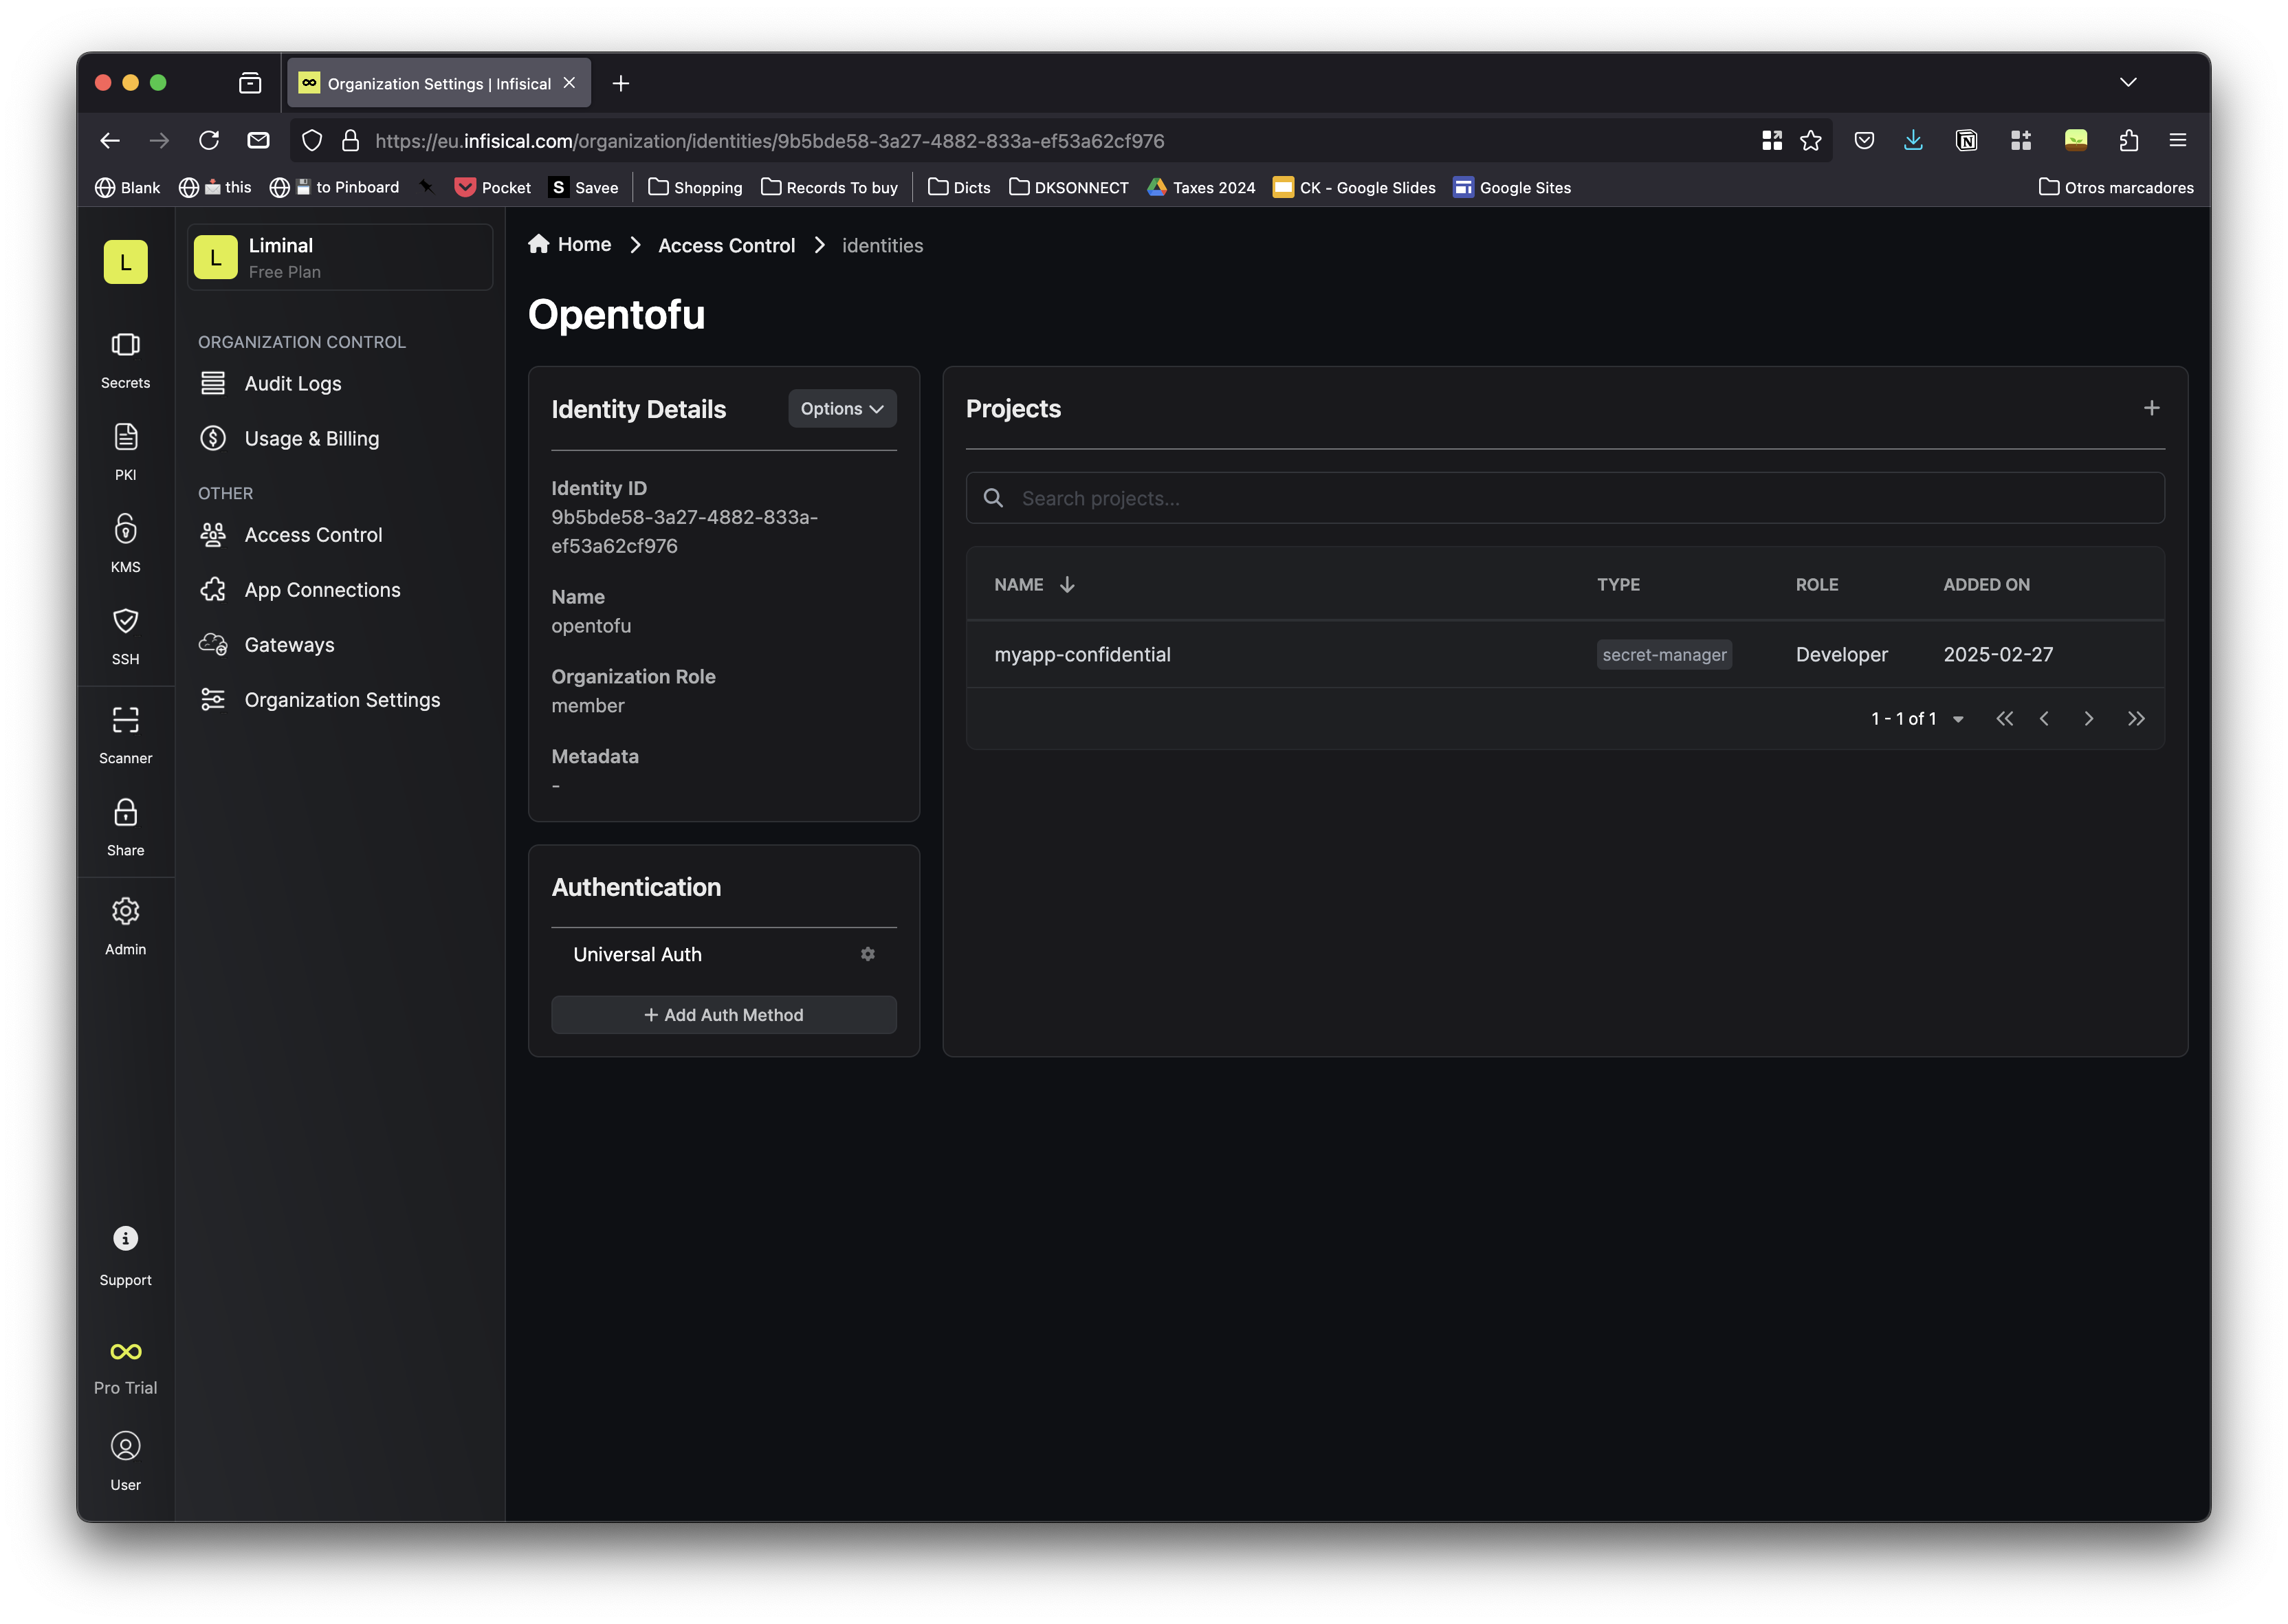 Organization Settings | Infisical
https://eu.infisical.com/organization/identities/9b5bde58-3a27-4882-833a-ef53a62cf976
Blank
this
to Pinboard
Pocket
S Savee
Shopping
Records To buy
Dicts
DKSONNECT
Taxes 2024
CK - Google Slides
Google Sites
Otros marcadores
L
Secrets
PKI
KMS
SSH
Scanner
Share
Admin
Support
Pro Trial
User
L
Liminal
Free Plan
ORGANIZATION CONTROL
Audit Logs
Usage & Billing
OTHER
Access Control
App Connections
Gateways
Organization Settings
Home > Access Control > identities
Opentofu
Identity Details
Options
Identity ID
9b5bde58-3a27-4882-833a-
ef53a62cf976
Name
opentofu
Organization Role
member
Metadata
-
Authentication
Universal Auth
+ Add Auth Method
Projects
Search projects...
NAME TYPE ROLE ADDED ON
myapp-confidential secret-manager Developer 2025-02-27
1 - 1 of 1